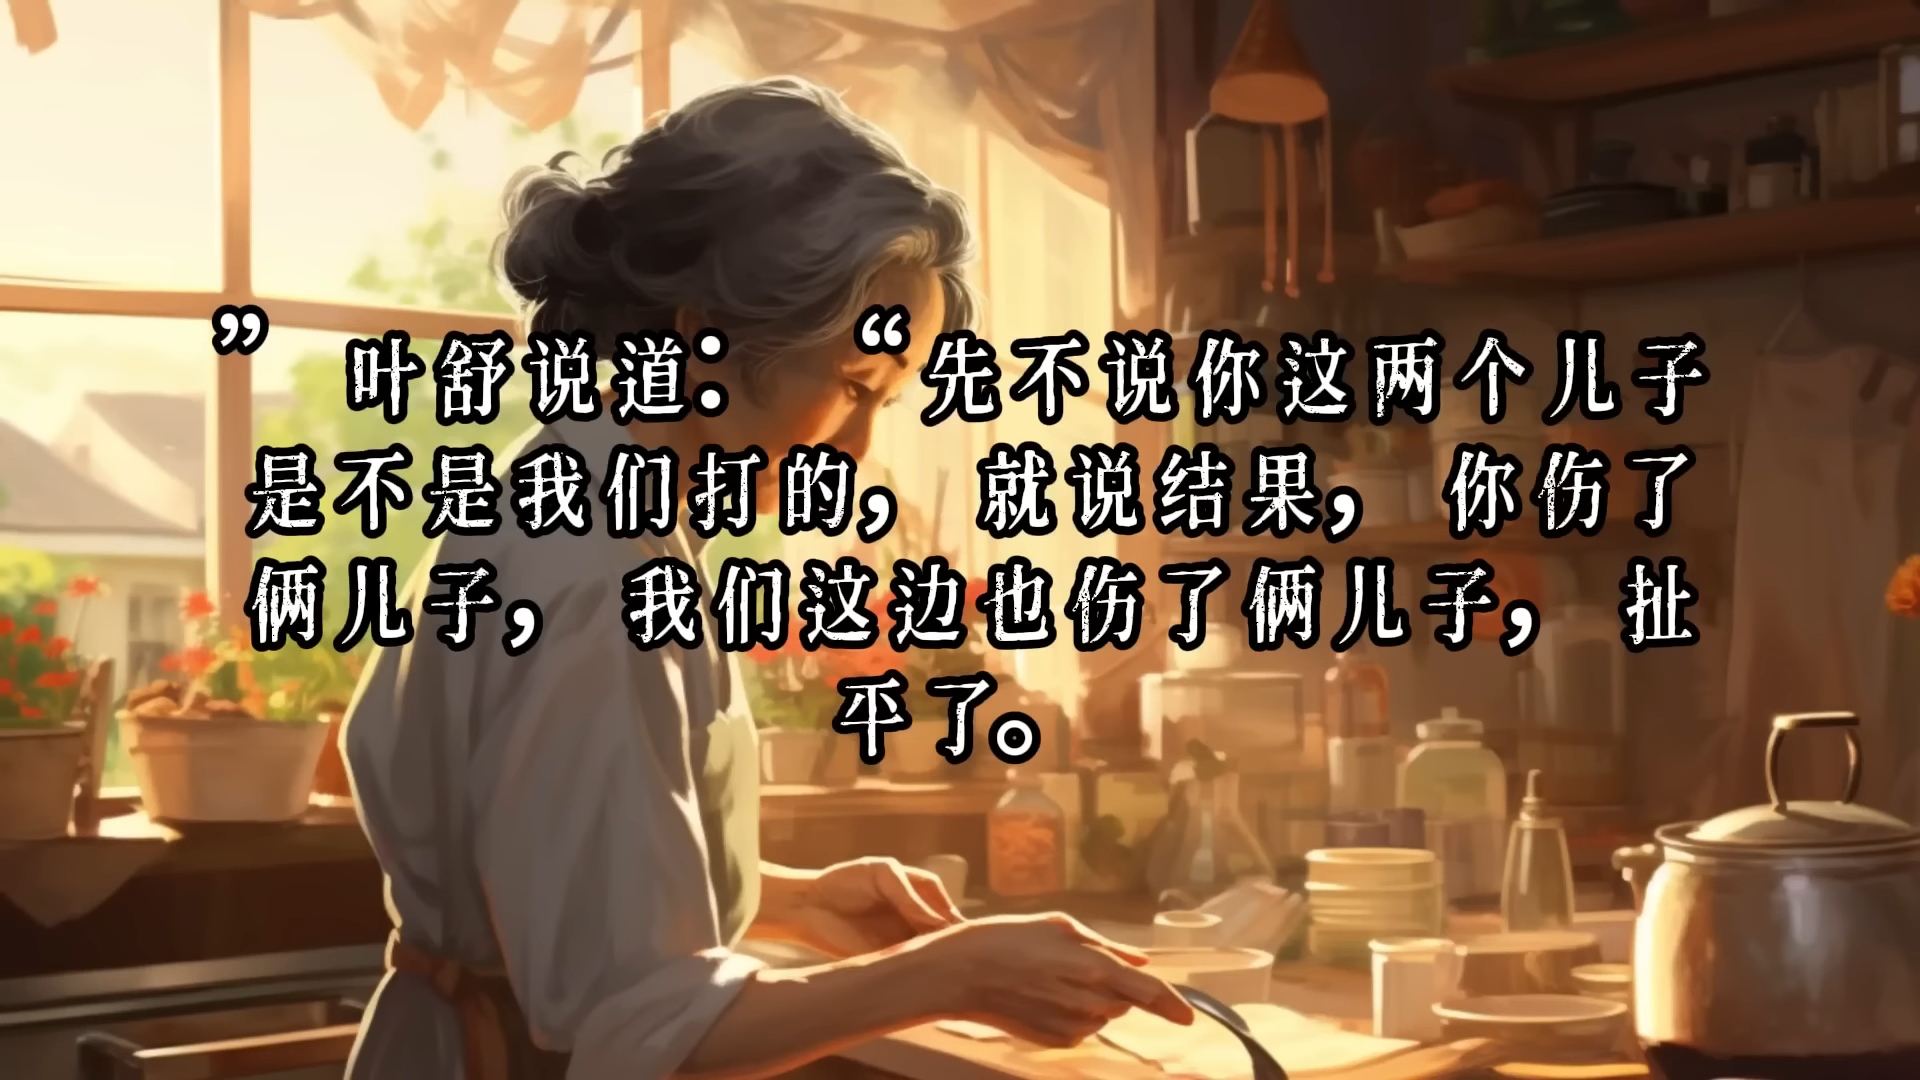 ” 叶舒说道：“先不说你这两个儿子
是不是我们打的，就说结果，你伤了
俩儿子，我们这边也伤了俩儿子，扯
平了。